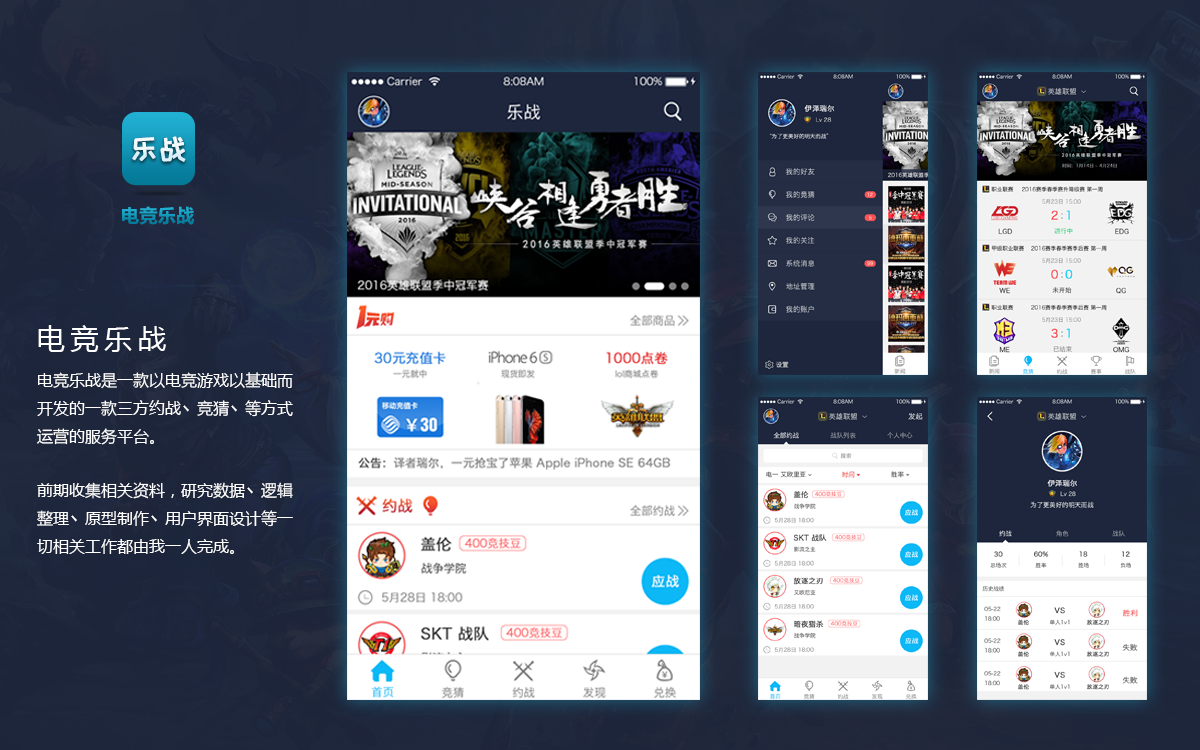 乐战
电竞乐战
电竞乐战
电竞乐战是一款以电竞游戏以基础而
开发的一款三方约战、竞猜、等方式
运营的服务平台。
前期收集相关资料，研究数据、逻辑
整理、原型制作、用户界面设计等一
切相关工作都由我一人完成。
Carrier 8:08AM 100%
乐战
LEAGUE LEGENDS
MID-SEASON
INVITATIONAL
2016
峡谷相逢勇者胜
2016英雄联盟季中冠军赛
2016英雄联盟季中冠军赛
1元购 全部商品
30元充值卡 iPhone 6S 1000点卷
一元就中 现货即发 lol商城点卷
移动充值卡
¥30
英雄联盟
公告：译者瑞尔，一元抢宝了苹果 Apple iPhone SE 64GB
约战 全部约战
盖伦 400竞技豆
战争学院
应战
5月28日 18:00
SKT 战队 400竞技豆
首页 竞猜 约战 发现 兑换
Carrier 8:08AM 100%
伊泽瑞尔
Lv 28
"为了更美好的明天而战"
我的好友
我的竞猜 12
我的评论
我的关注
系统消息
地址管理
我的账户
设置
新闻
Carrier 8:08AM 100%
英雄联盟
MID-SEASON
INVITATIONAL
2016
峡谷相逢勇者胜
2016英雄联盟季中冠军赛
职业联赛 2016赛季春季赛升降级赛 第一周
5月23日 15:00
2:1
LGD 进行中 EDG
甲级职业联赛 2016赛季春季赛季后赛 第一周
5月23日 15:00
0:0
WE 未开始 QG
职业联赛 2016赛季春季赛季后赛 第一周
5月23日 15:00
3:1
ME 已结束 OMG
新闻 竞猜 约战 赛事 战队
Carrier 8:08AM 100%
英雄联盟 发起
全部约战 战队列表 个人中心
搜索
电一 艾欧里亚 时间 胜率
盖伦 400竞技豆
战争学院
应战
5月28日 18:00
SKT 战队 400竞技豆
影流之主
应战
5月28日 18:00
放逐之刃 400竞技豆
艾欧尼亚
应战
5月28日 18:00
暗夜猎杀 400竞技豆
战争学院
应战
5月28日 18:00
首页 竞猜 约战 发现 兑换
Carrier 8:08AM 100%
英雄联盟
伊泽瑞尔
Lv 28
为了更美好的明天而战
约战 角色 战队
30 60% 18 12
总场次 胜率 胜场 负场
历史战绩
05-22 18:00 盖伦 VS 单人1v1 放逐之刃 胜利
05-22 18:00 盖伦 VS 单人1v1 放逐之刃 失败
05-22 18:00 盖伦 VS 单人1v1 放逐之刃 失败